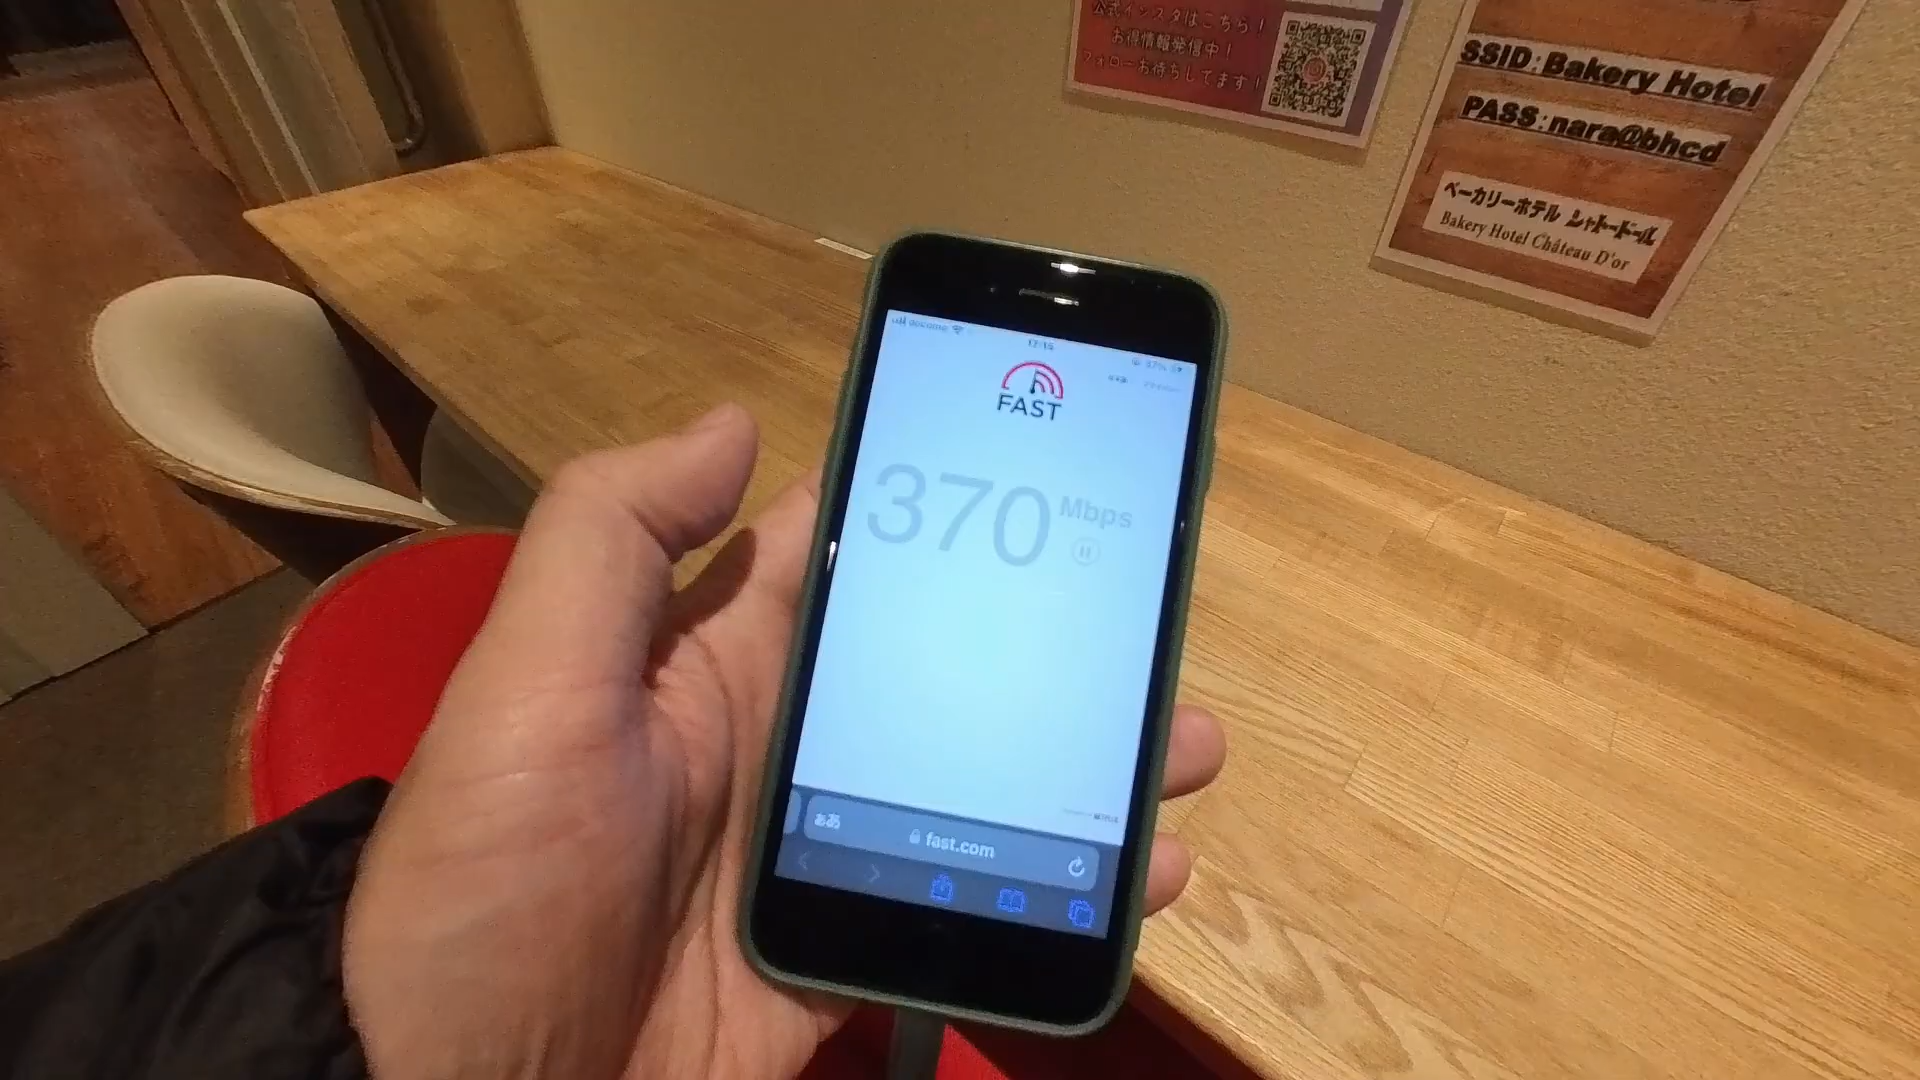 公式インスタはこちら！
お得情報発信中！
フォローお待ちしてます！
SSID:Bakery Hotel
PASS:nara@bhcd
ベーカリーホテル シャトードール
Bakery Hotel Château D'or
docomo
FAST
370 Mbps
ああ
fast.com